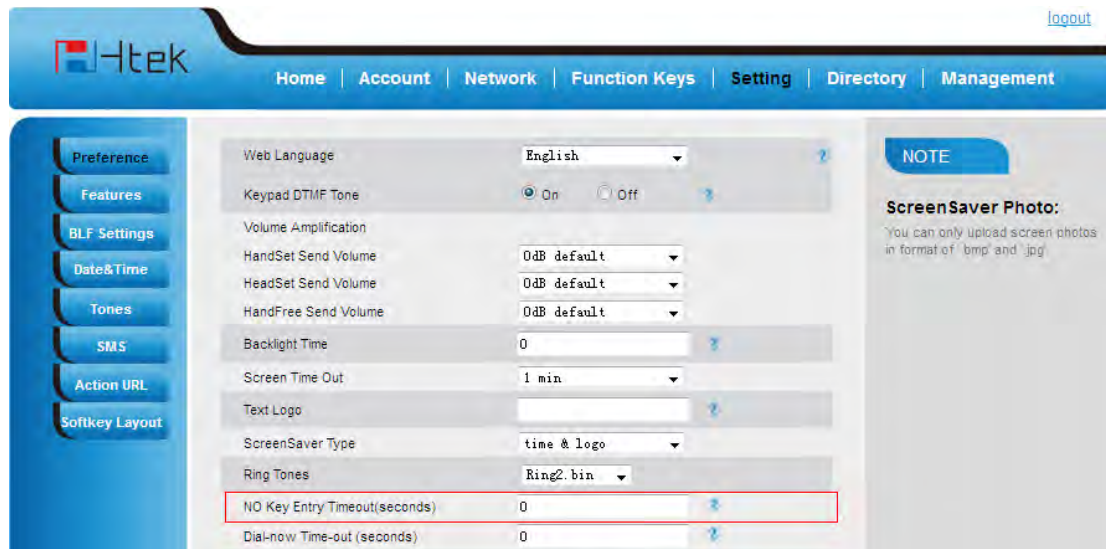 logout
Htek
Home | Account | Network | Function Keys | Setting | Directory | Management
Preference
Features
BLF Settings
Date&Time
Tones
SMS
Action URL
Softkey Layout
Web Language English ?
Keypad DTMF Tone On Off ?
Volume Amplification
HandSet Send Volume 0dB default
HeadSet Send Volume 0dB default
HandFree Send Volume 0dB default
Backlight Time 0 ?
Screen Time Out 1 min
Text Logo ?
ScreenSaver Type time & logo
Ring Tones Ring2.bin
NO Key Entry Timeout(seconds) 0 ?
Dial-now Time-out (seconds) 0 ?
NOTE
ScreenSaver Photo:
You can only upload screen photos
in format of '.bmp' and '.jpg'